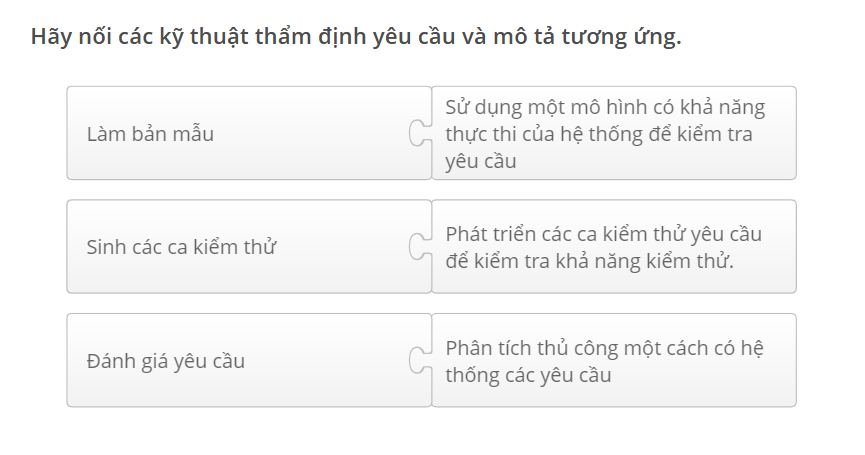 Hãy nối các kỹ thuật thẩm định yêu cầu và mô tả tương ứng.
Làm bản mẫu
Sử dụng một mô hình có khả năng
thực thi của hệ thống để kiểm tra
yêu cầu
Sinh các ca kiểm thử
Phát triển các ca kiểm thử yêu cầu
để kiểm tra khả năng kiểm thử.
Đánh giá yêu cầu
Phân tích thủ công một cách có hệ
thống các yêu cầu